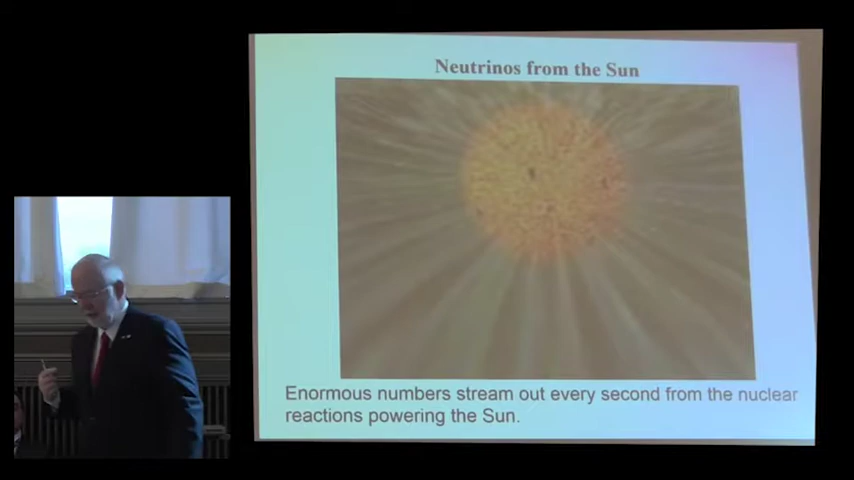 Neutrinos from the Sun
Enormous numbers stream out every second from the nuclear
reactions powering the Sun.